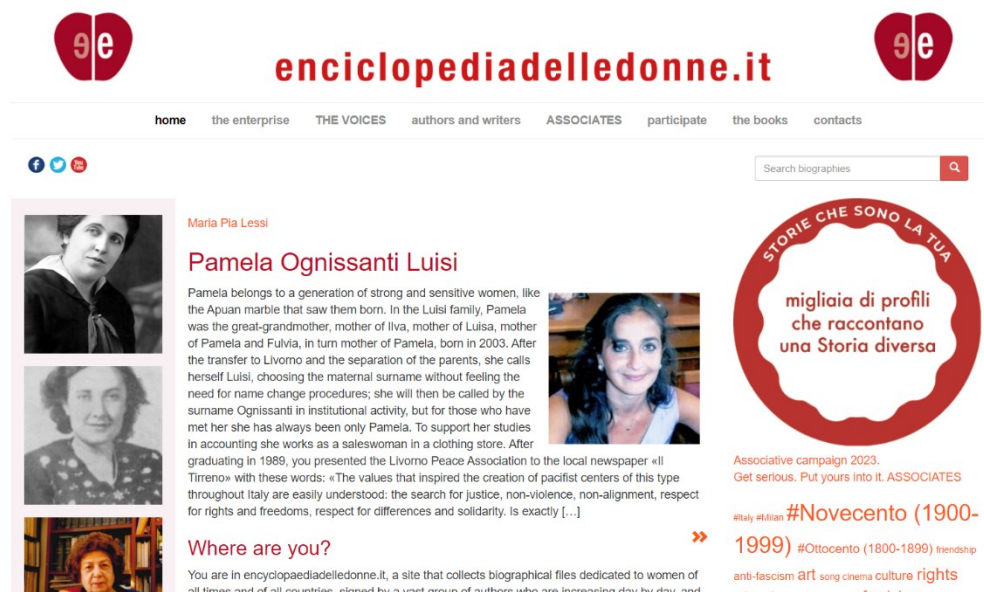 ee
enciclopediadelledonne.it
ee
home the enterprise THE VOICES authors and writers ASSOCIATES participate the books contacts
f You Tube
Search biographies
Maria Pia Lessi
Pamela Ognissanti Luisi
Pamela belongs to a generation of strong and sensitive women, like
the Apuan marble that saw them born. In the Luisi family, Pamela
was the great-grandmother, mother of Ilva, mother of Luisa, mother
of Pamela and Fulvia, in turn mother of Pamela, born in 2003. After
the transfer to Livorno and the separation of the parents, she calls
herself Luisi, choosing the maternal surname without feeling the
need for name change procedures; she will then be called by the
surname Ognissanti in institutional activity, but for those who have
met her she has always been only Pamela. To support her studies
in accounting she works as a saleswoman in a clothing store. After
graduating in 1989, you presented the Livorno Peace Association to the local newspaper «Il
Tirreno» with these words: «The values that inspired the creation of pacifist centers of this type
throughout Italy are easily understood: the search for justice, non-violence, non-alignment, respect
for rights and freedoms, respect for differences and solidarity. Is exactly […]
»
Where are you?
You are in encyclopaediadelledonne.it, a site that collects biographical files dedicated to women of
all times and of all countries, signed by a vast group of authors who are increasing day by day, and
STORIE CHE SONO LA TUA
migliaia di profili
che raccontano
una Storia diversa
Associative campaign 2023.
Get serious. Put yours into it. ASSOCIATES
#Italy #Milan #Novecento (1900-
1999) #Ottocento (1800-1899) friendship
anti-fascism art song cinema culture rights